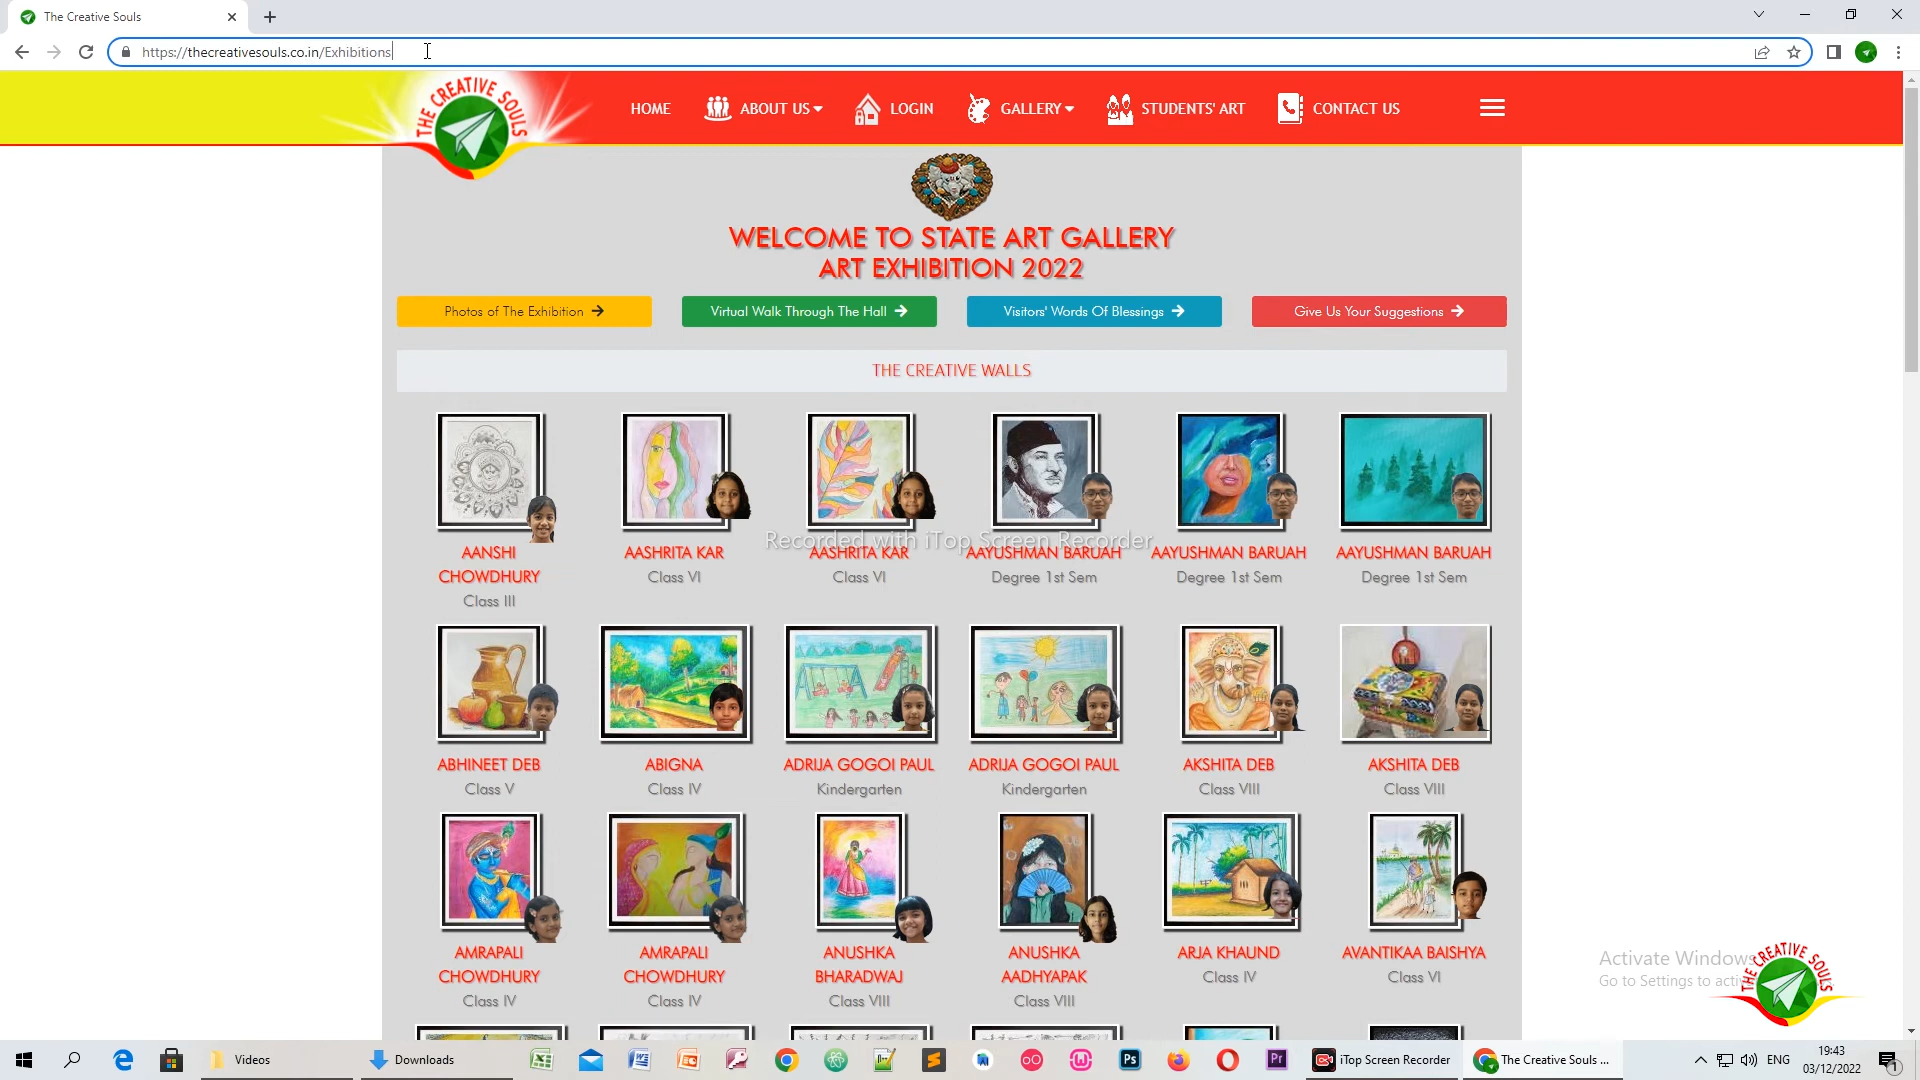 The Creative Souls
https://thecreativesouls.co.in/Exhibitions
THE CREATIVE SOULS
HOME
ABOUT US
LOGIN
GALLERY
STUDENTS' ART
CONTACT US
WELCOME TO STATE ART GALLERY
ART EXHIBITION 2022
Photos of The Exhibition
Virtual Walk Through The Hall
Visitors' Words Of Blessings
Give Us Your Suggestions
THE CREATIVE WALLS
Recorded with iTop Screen Recorder
AANSHI
CHOWDHURY
Class III
AASHRITA KAR
Class VI
AASHRITA KAR
Class VI
AAYUSHMAN BARUAH
Degree 1st Sem
AAYUSHMAN BARUAH
Degree 1st Sem
AAYUSHMAN BARUAH
Degree 1st Sem
ABHINEET DEB
Class V
ABIGNA
Class IV
ADRIJA GOGOI PAUL
Kindergarten
ADRIJA GOGOI PAUL
Kindergarten
AKSHITA DEB
Class VIII
AKSHITA DEB
Class VIII
AMRAPALI
CHOWDHURY
Class IV
AMRAPALI
CHOWDHURY
Class IV
ANUSHKA
BHARADWAJ
Class VIII
ANUSHKA
AADHYAPAK
Class VIII
ARJA KHAUND
Class IV
AVANTIKAA BAISHYA
Class VI
Activate Windows
Go to Settings to
THE CREATIVE SOULS
Videos
Downloads
iTop Screen Recorder
The Creative Souls ...
ENG
19:43
03/12/2022